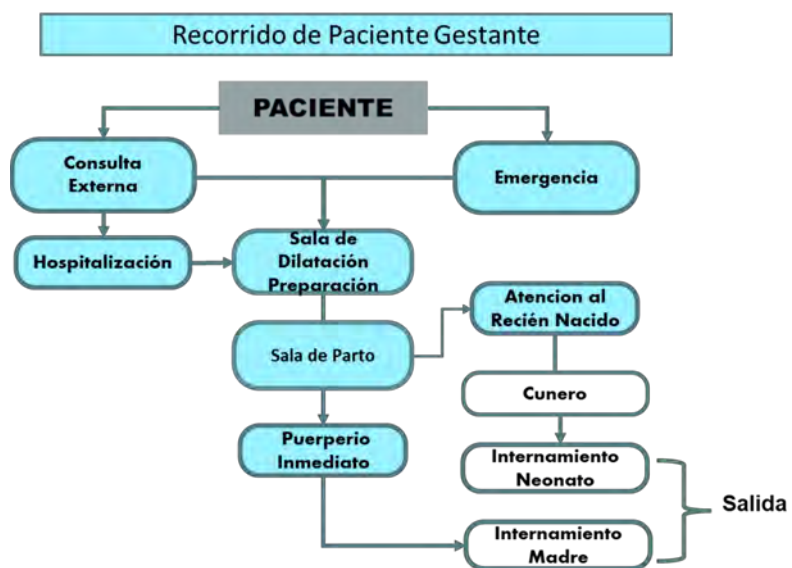 Recorrido de Paciente Gestante
PACIENTE
Consulta
Externa
Emergencia
Hospitalización
Sala de
Dilatación
Preparación
Atencion al
Recién Nacido
Sala de Parto
Cunero
Puerperio
Inmediato
Internamiento
Neonato
Salida
Internamiento
Madre